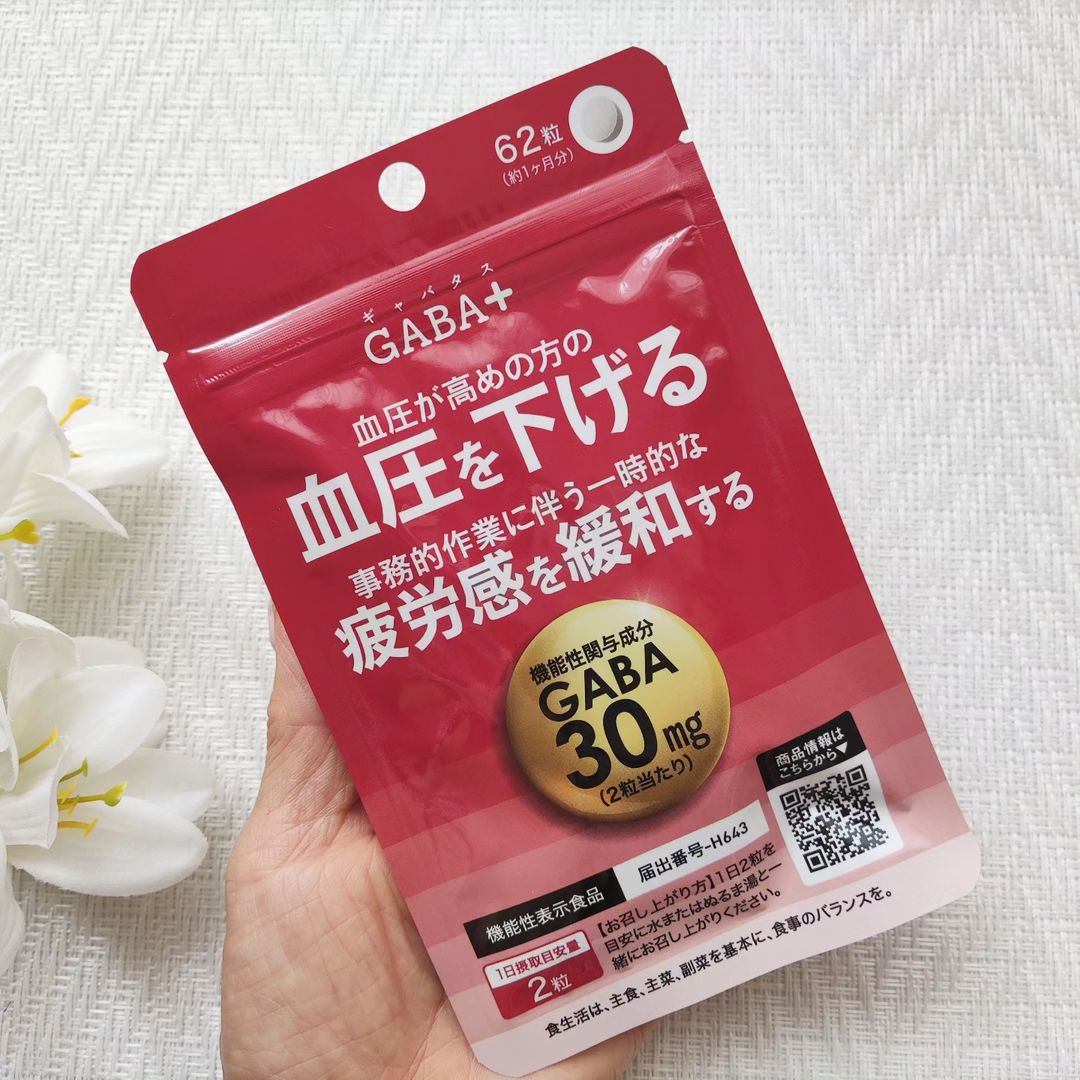 62粒
(約1ヶ月分)
ギャバタス
GABA+
血圧が高めの方の
血圧を下げる
事務的作業に伴う一時的な
疲労感を緩和する
機能性関与成分
GABA
30mg
(2粒当たり)
商品情報は
こちらから▼
機能性表示食品
届出番号-H643
1日摂取目安量
2粒
【お召し上がり方】1日2粒を
目安に水またはぬるま湯と一
緒にお召し上がりください。
食生活は、主食、主菜、副菜を基本に、食事のバランスを。